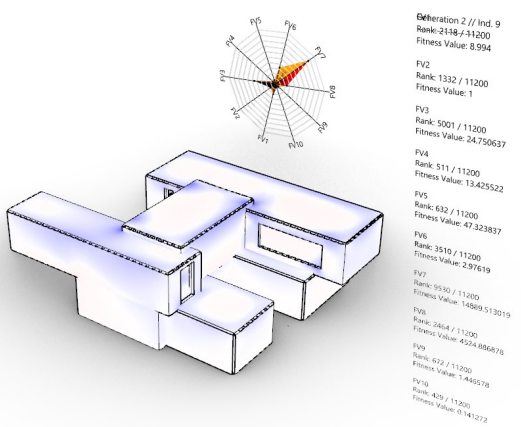 FV5
FV6
FV4
FV7
FV3
FV8
FV2
FV9
FV1
FV10
Generation 2 // Ind. 9
Rank: 2118 / 11200
Fitness Value: 8.994
FV2
Rank: 1332 / 11200
Fitness Value: 1
FV3
Rank: 5001 / 11200
Fitness Value: 24.750637
FV4
Rank: 511 / 11200
Fitness Value: 13.425522
FV5
Rank: 632 / 11200
Fitness Value: 47.323837
FV6
Rank: 3510 / 11200
Fitness Value: 2.97619
FV7
Rank: 9530 / 11200
Fitness Value: 14889.513019
FV8
Rank: 2464 / 11200
Fitness Value: 4524.886878
FV9
Rank: 672 / 11200
Fitness Value: 1.446578
FV10
Rank: 429 / 11200
Fitness Value: 0.141272